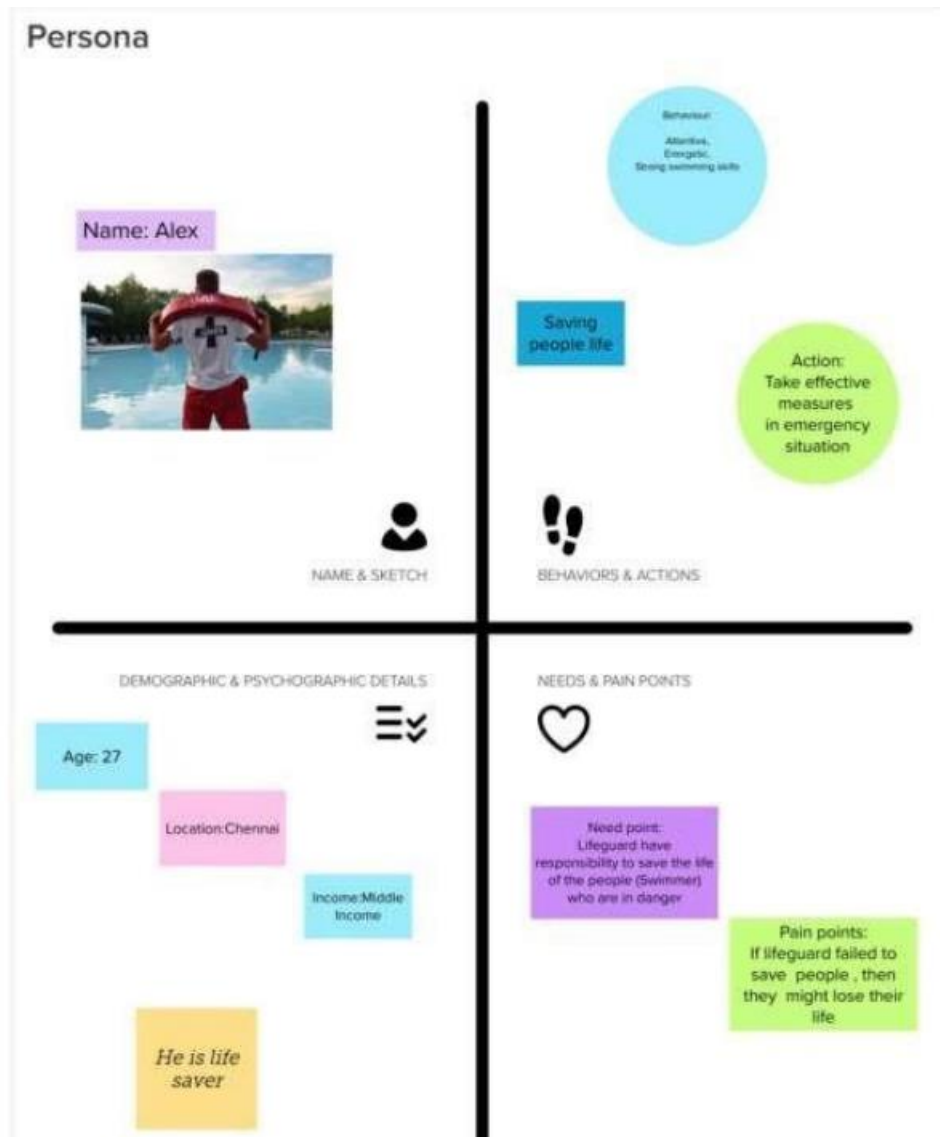 Persona
Name: Alex
NAME & SKETCH
Behaviour:
Attentive,
Energetic,
Strong swimming skills
Saving
people life
Action:
Take effective
measures
in emergency
situation
BEHAVIORS & ACTIONS
DEMOGRAPHIC & PSYCHOGRAPHIC DETAILS
Age: 27
Location:Chennai
Income:Middle
Income
He is life
saver
NEEDS & PAIN POINTS
Need point:
Lifeguard have
responsibility to save the life
of the people (Swimmer)
who are in danger
Pain points:
If lifeguard failed to
save people , then
they might lose their
life